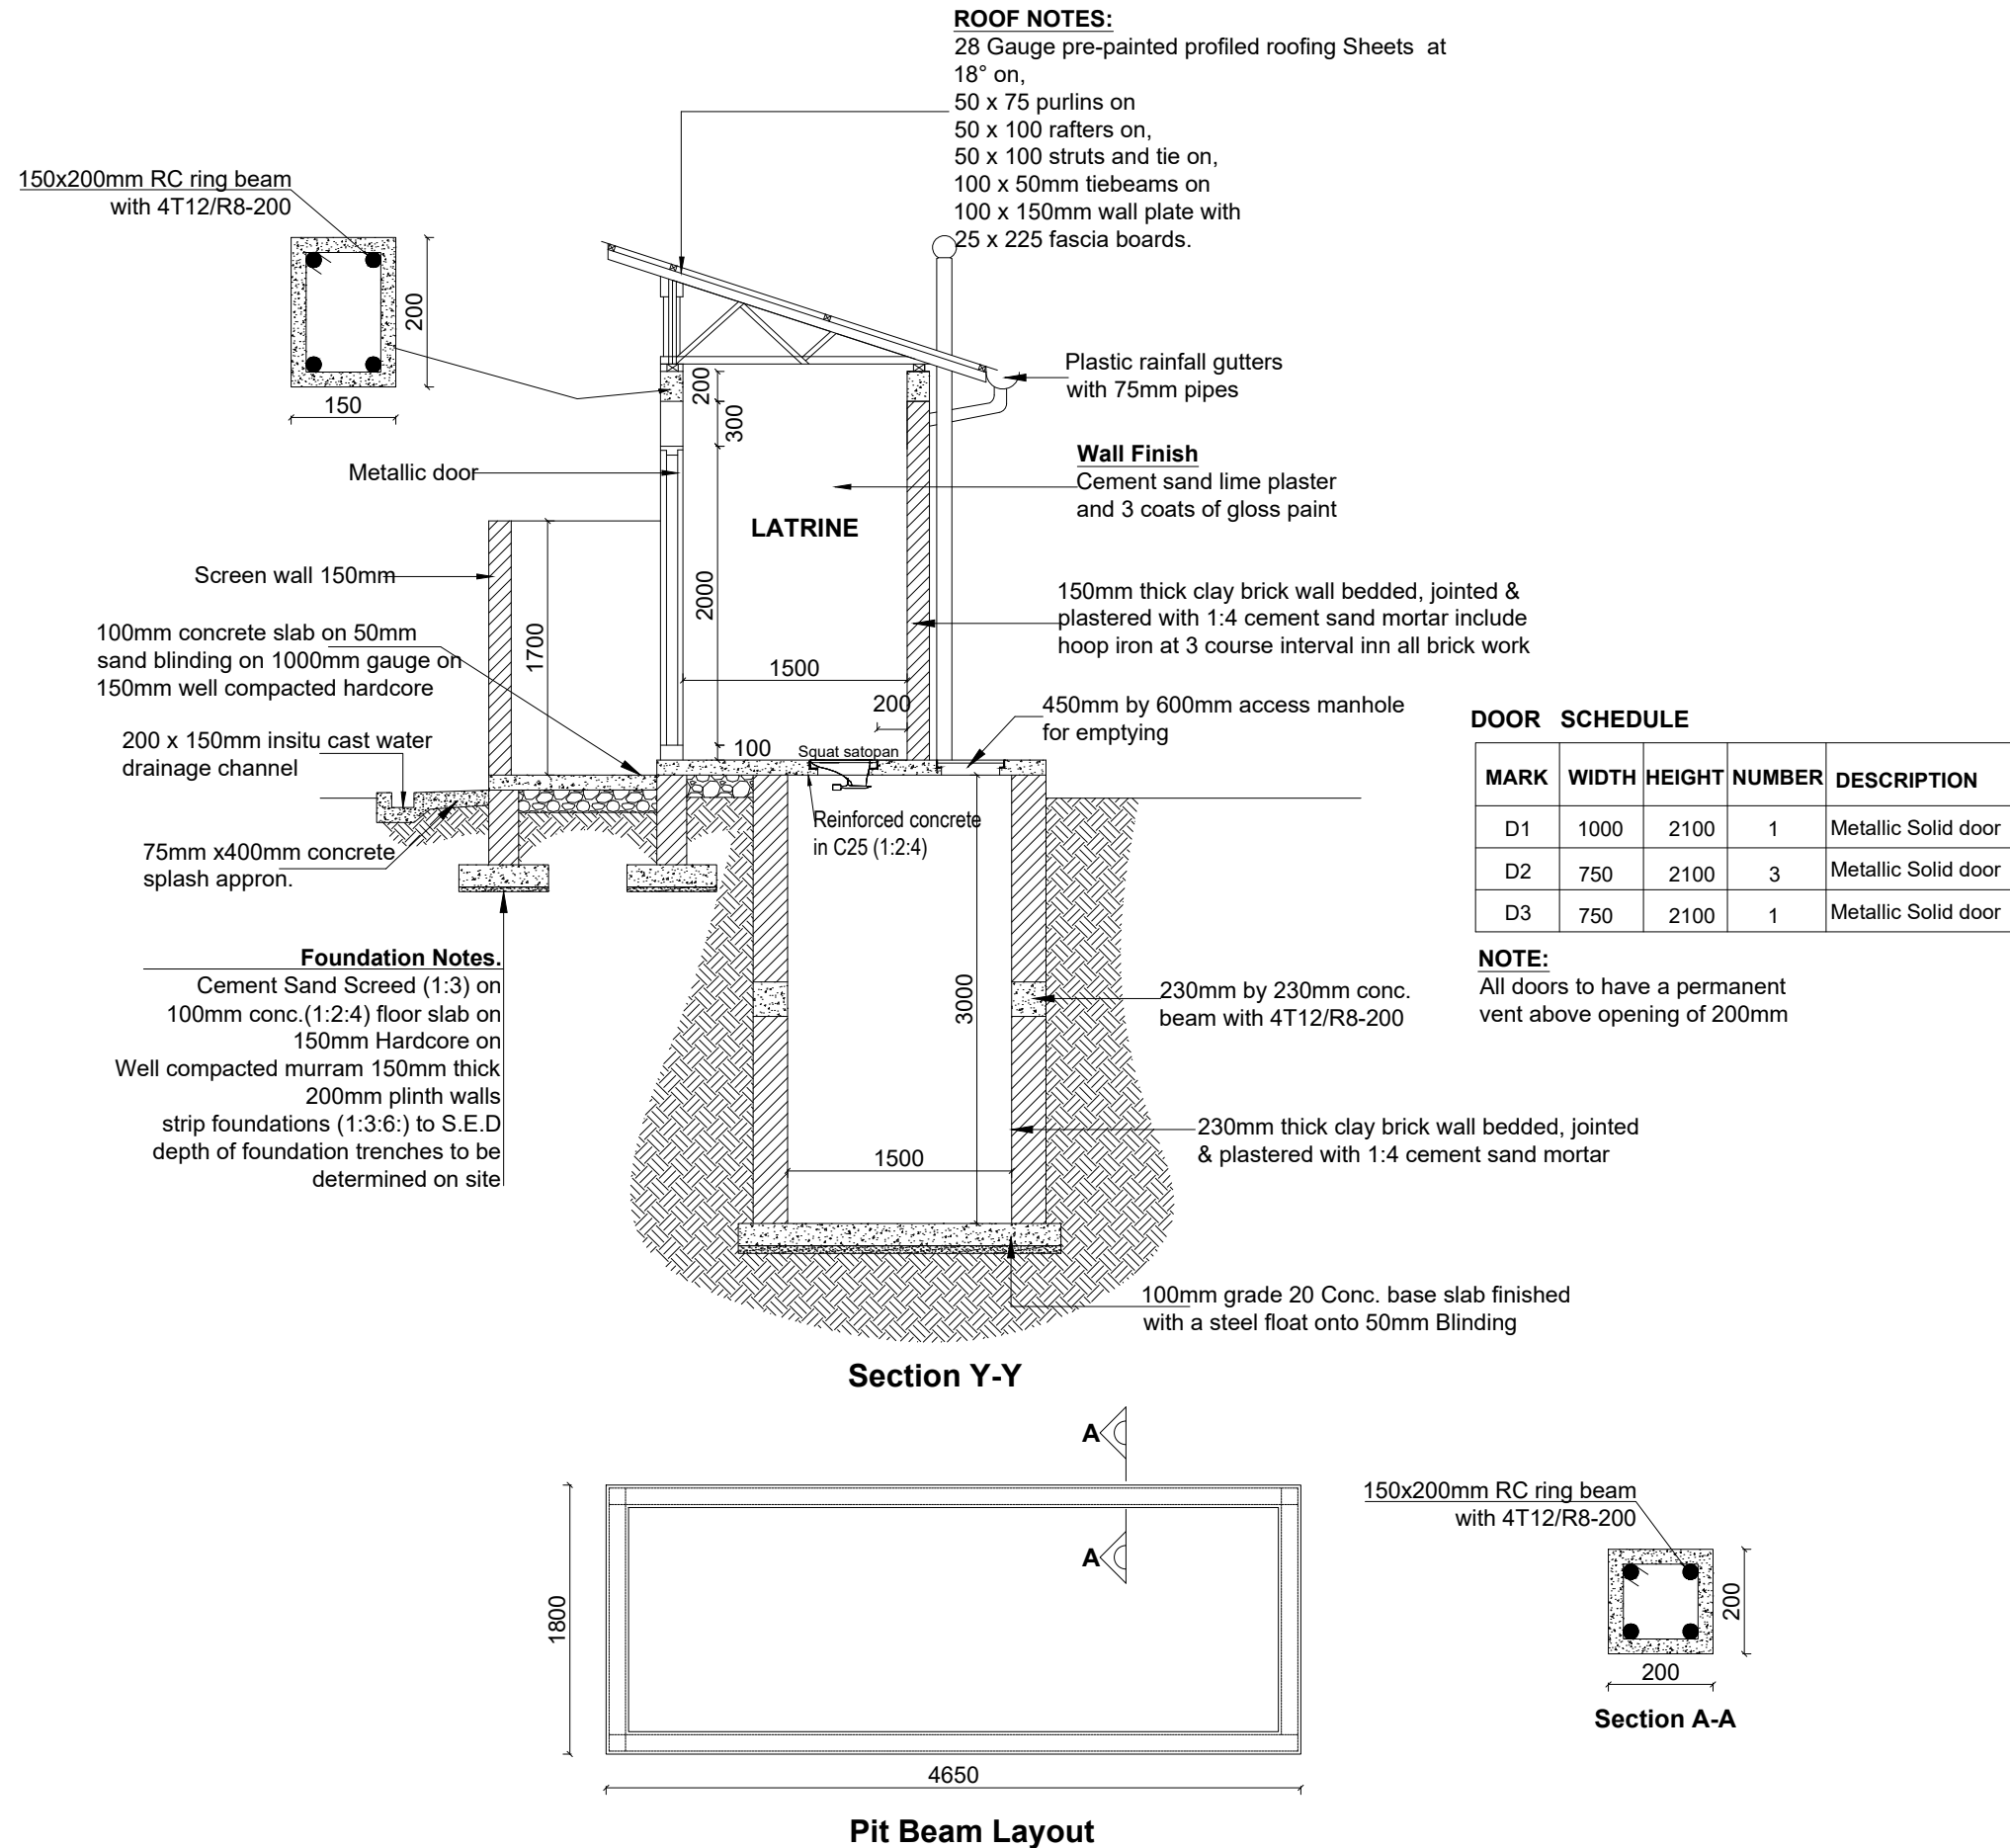 ROOF NOTES:
28 Gauge pre-painted profiled roofing Sheets at
18° on,
50 x 75 purlins on
50 x 100 rafters on,
50 x 100 struts and tie on,
100 x 50mm tiebeams on
100 x 150mm wall plate with
25 x 225 fascia boards.
150x200mm RC ring beam
with 4T12/R8-200
200
150
Plastic rainfall gutters
with 75mm pipes
200
300
Metallic door
Wall Finish
Cement sand lime plaster
and 3 coats of gloss paint
LATRINE
Screen wall 150mm
2000
1700
150mm thick clay brick wall bedded, jointed &
plastered with 1:4 cement sand mortar include
hoop iron at 3 course interval inn all brick work
100mm concrete slab on 50mm
sand blinding on 1000mm gauge on
150mm well compacted hardcore
1500
200
450mm by 600mm access manhole
for emptying
200 x 150mm insitu cast water
drainage channel
100
Squat satopan
Reinforced concrete
in C25 (1:2:4)
75mm x400mm concrete
splash appron.
DOOR SCHEDULE
MARK WIDTH HEIGHT NUMBER DESCRIPTION
D1 1000 2100 1 Metallic Solid door
D2 750 2100 3 Metallic Solid door
D3 750 2100 1 Metallic Solid door
NOTE:
All doors to have a permanent
vent above opening of 200mm
Foundation Notes.
Cement Sand Screed (1:3) on
100mm conc.(1:2:4) floor slab on
150mm Hardcore on
Well compacted murram 150mm thick
200mm plinth walls
strip foundations (1:3:6:) to S.E.D
depth of foundation trenches to be
determined on site
3000
230mm by 230mm conc.
beam with 4T12/R8-200
230mm thick clay brick wall bedded, jointed
& plastered with 1:4 cement sand mortar
1500
100mm grade 20 Conc. base slab finished
with a steel float onto 50mm Blinding
Section Y-Y
A
A
1800
4650
Pit Beam Layout
150x200mm RC ring beam
with 4T12/R8-200
200
200
Section A-A